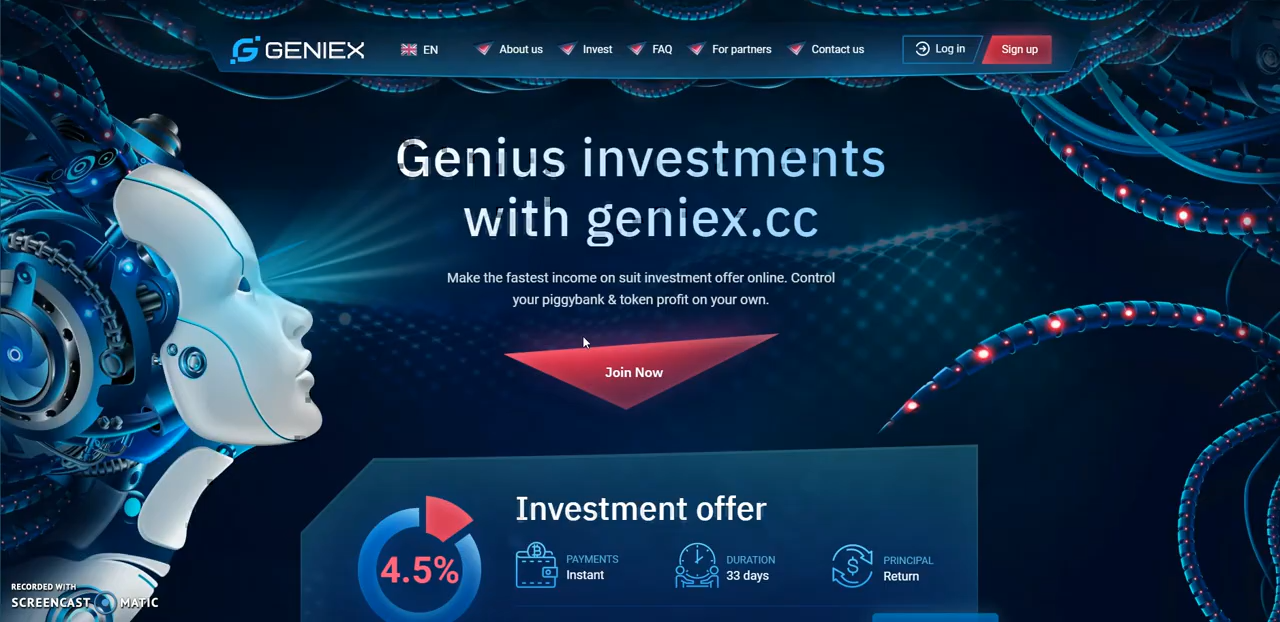 GENIEX
EN
About us
Invest
FAQ
For partners
Contact us
Log in
Sign up
Genius investments
with geniex.cc
Make the fastest income on suit investment offer online. Control
your piggybank & token profit on your own.
Join Now
Investment offer
4.5%
PAYMENTS
Instant
DURATION
33 days
PRINCIPAL
Return
RECORDED WITH
SCREENCAST MATIC